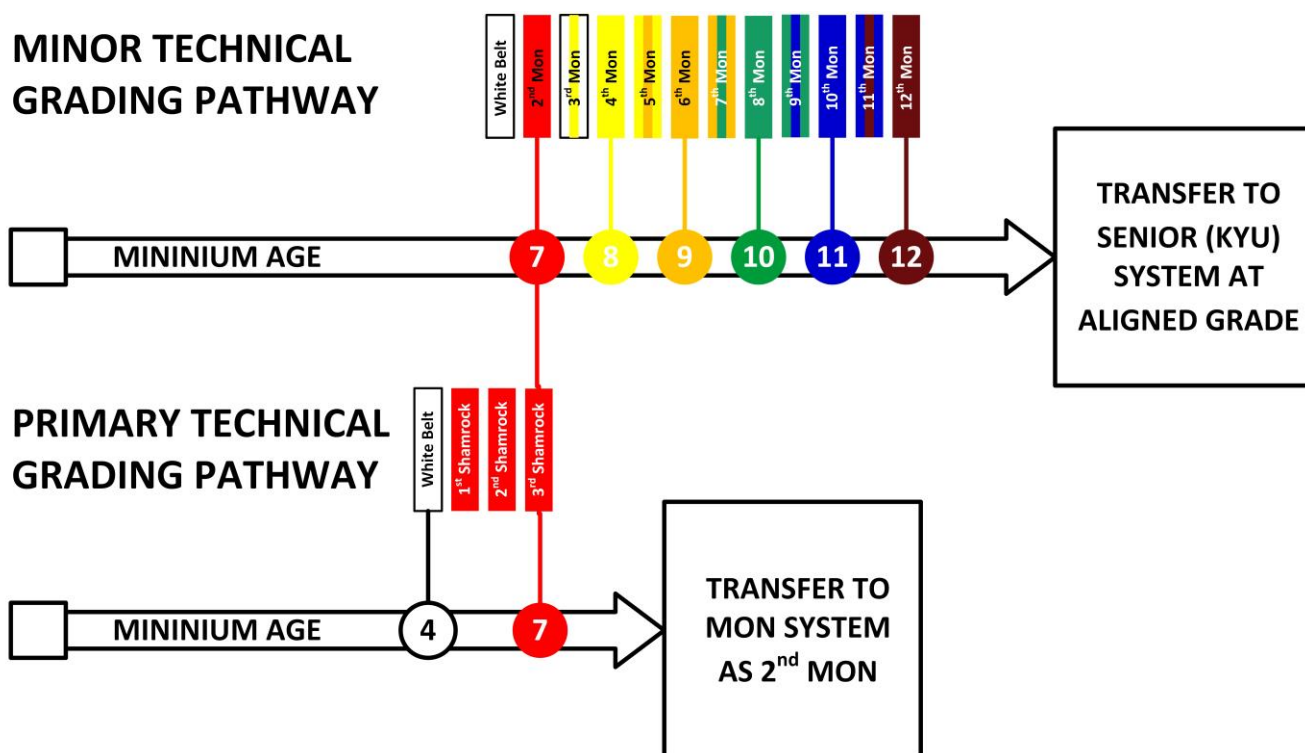 MINOR TECHNICAL
GRADING PATHWAY
White Belt
2nd Mon
3rd Mon
4th Mon
5th Mon
6th Mon
7th Mon
8th Mon
9th Mon
10th Mon
11th Mon
12th Mon
MININIUM AGE
7
8
9
10
11
12
TRANSFER TO
SENIOR (KYU)
SYSTEM AT
ALIGNED GRADE
PRIMARY TECHNICAL
GRADING PATHWAY
White Belt
1st Shamrock
2nd Shamrock
3rd Shamrock
MININIUM AGE
4
7
TRANSFER TO
MON SYSTEM
AS 2nd MON